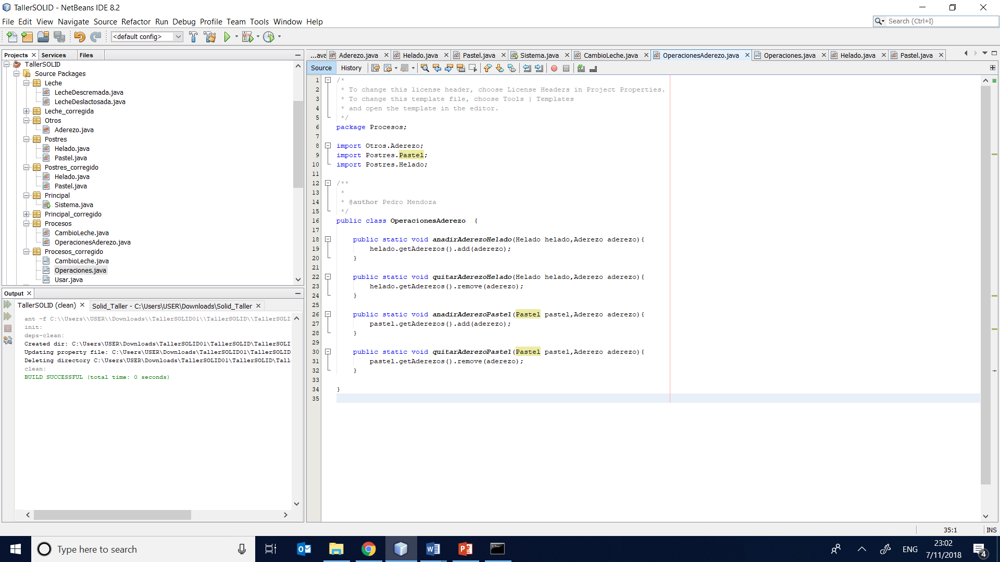 TallerSOLID - NetBeans IDE 8.2
File Edit View Navigate Source Refactor Run Debug Profile Team Tools Window Help
Search (Ctrl+I)
<default config>
Projects Services Files
...ava Aderezo.java Helado.java Pastel.java Sistema.java CambioLeche.java OperacionesAderezo.java Operaciones.java Helado.java Pastel.java
Source History
TallerSOLID
Source Packages
Leche
LecheDescremada.java
LecheDeslactosada.java
Leche_corregida
Otros
Aderezo.java
Postres
Helado.java
Pastel.java
Postres_corregido
Helado.java
Pastel.java
Principal
Sistema.java
Principal_corregido
Procesos
CambioLeche.java
OperacionesAderezo.java
Procesos_corregido
CambioLeche.java
Operaciones.java
Usar.java
Output
TallerSOLID (clean) Solid_Taller - C:\Users\USER\Downloads\Solid_Taller
ant -f C:\\Users\\USER\\Downloads\\TallerSOLID01\\TallerSOLID\\TallerSOLI
init:
deps-clean:
Created dir: C:\Users\USER\Downloads\TallerSOLID01\TallerSOLID\TallerSOLI
Updating property file: C:\Users\USER\Downloads\TallerSOLID01\TallerSOLI
Deleting directory C:\Users\USER\Downloads\TallerSOLID01\TallerSOLID\Tall
clean:
BUILD SUCCESSFUL (total time: 0 seconds)
1 /*
2 * To change this license header, choose License Headers in Project Properties.
3 * To change this template file, choose Tools | Templates
4 * and open the template in the editor.
5 */
6 package Procesos;
7
8 import Otros.Aderezo;
9 import Postres.Pastel;
10 import Postres.Helado;
11
12 /**
13 *
14 * @author Pedro Mendoza
15 */
16 public class OperacionesAderezo {
17
18 public static void anadirAderezoHelado(Helado helado,Aderezo aderezo){
19 helado.getAderezos().add(aderezo);
20 }
21
22 public static void quitarAderezoHelado(Helado helado,Aderezo aderezo){
23 helado.getAderezos().remove(aderezo);
24 }
25
26 public static void anadirAderezoPastel(Pastel pastel,Aderezo aderezo){
27 pastel.getAderezos().add(aderezo);
28 }
29
30 public static void quitarAderezoPastel(Pastel pastel,Aderezo aderezo){
31 pastel.getAderezos().remove(aderezo);
32 }
33
34 }
35
35:1 INS
Type here to search
ENG
23:02
7/11/2018
4